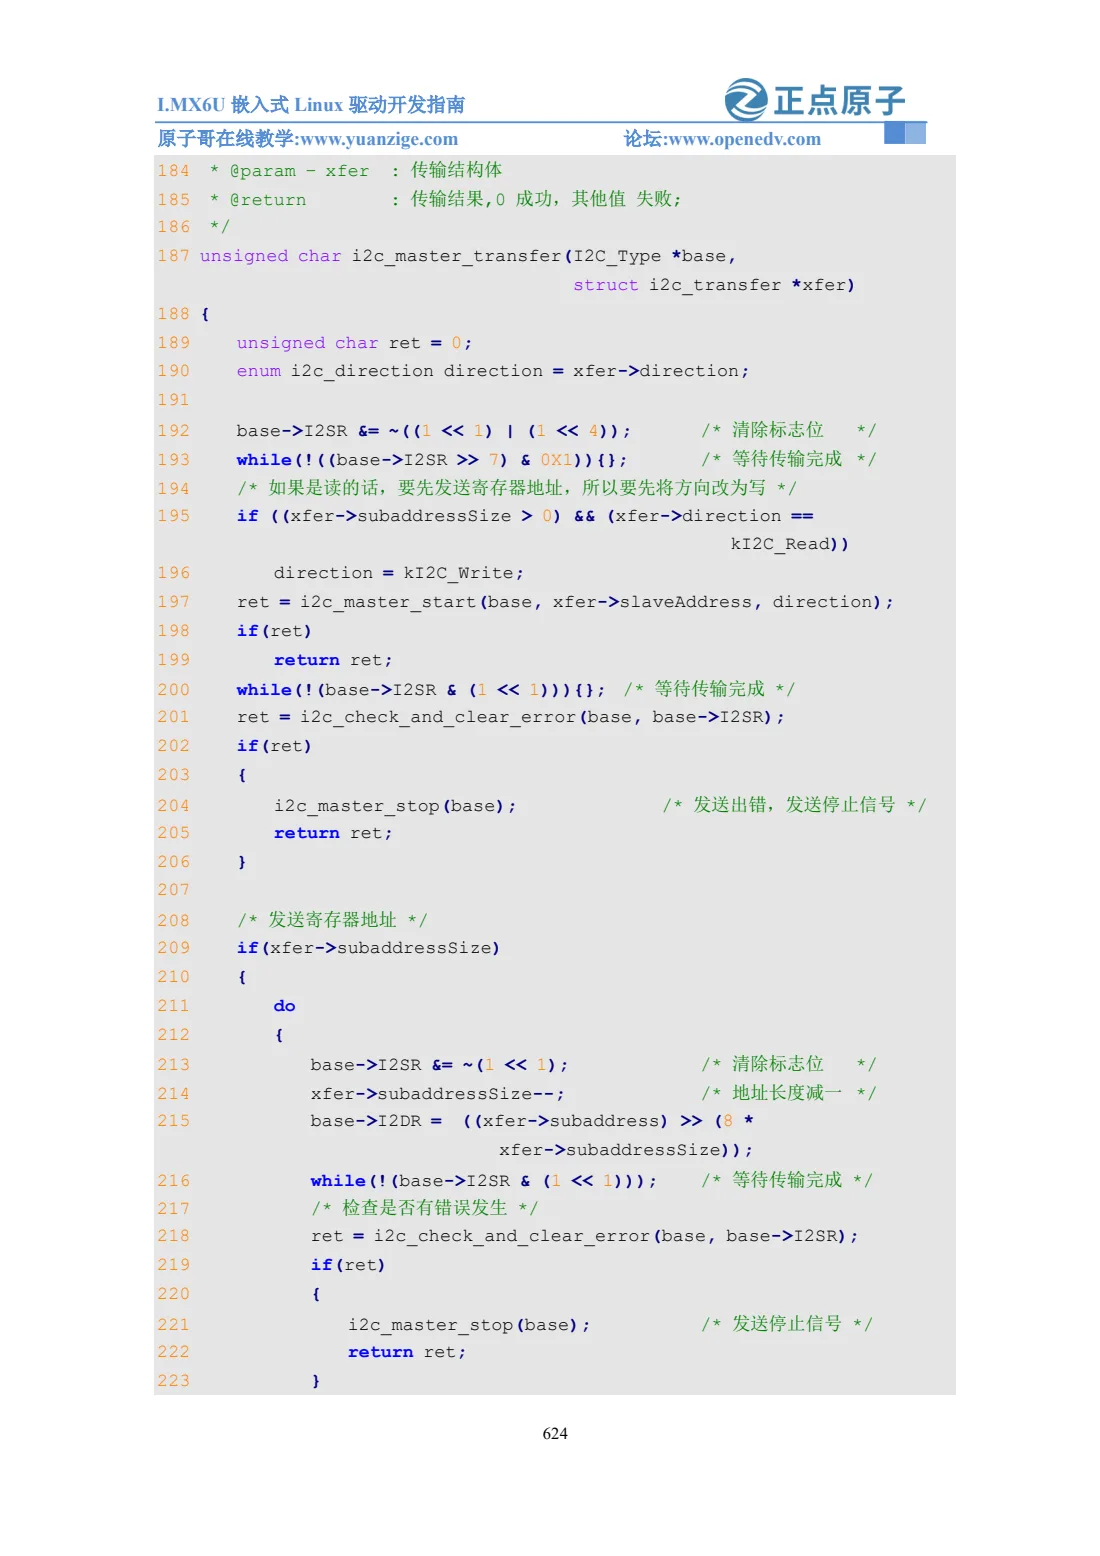 I.MX6U 嵌入式 Linux 驱动开发指南
正点原子
原子哥在线教学:www.yuanzige.com 论坛:www.openedv.com
184  * @param - xfer  : 传输结构体
185  * @return        : 传输结果,0 成功，其他值 失败;
186  */
187 unsigned char i2c_master_transfer(I2C_Type *base,
struct i2c_transfer *xfer)
188 {
189     unsigned char ret = 0;
190     enum i2c_direction direction = xfer->direction;
191
192     base->I2SR &= ~((1 << 1) | (1 << 4));       /* 清除标志位   */
193     while(!((base->I2SR >> 7) & 0X1)){};        /* 等待传输完成 */
194     /* 如果是读的话，要先发送寄存器地址，所以要先将方向改为写 */
195     if ((xfer->subaddressSize > 0) && (xfer->direction ==
kI2C_Read))
196         direction = kI2C_Write;
197     ret = i2c_master_start(base, xfer->slaveAddress, direction);
198     if(ret)
199         return ret;
200     while(!(base->I2SR & (1 << 1))){};  /* 等待传输完成 */
201     ret = i2c_check_and_clear_error(base, base->I2SR);
202     if(ret)
203     {
204         i2c_master_stop(base);              /* 发送出错，发送停止信号 */
205         return ret;
206     }
207
208     /* 发送寄存器地址 */
209     if(xfer->subaddressSize)
210     {
211         do
212         {
213             base->I2SR &= ~(1 << 1);            /* 清除标志位   */
214             xfer->subaddressSize--;             /* 地址长度减一 */
215             base->I2DR =  ((xfer->subaddress) >> (8 *
xfer->subaddressSize));
216             while(!(base->I2SR & (1 << 1)));    /* 等待传输完成 */
217             /* 检查是否有错误发生 */
218             ret = i2c_check_and_clear_error(base, base->I2SR);
219             if(ret)
220             {
221                 i2c_master_stop(base);          /* 发送停止信号 */
222                 return ret;
223             }
624